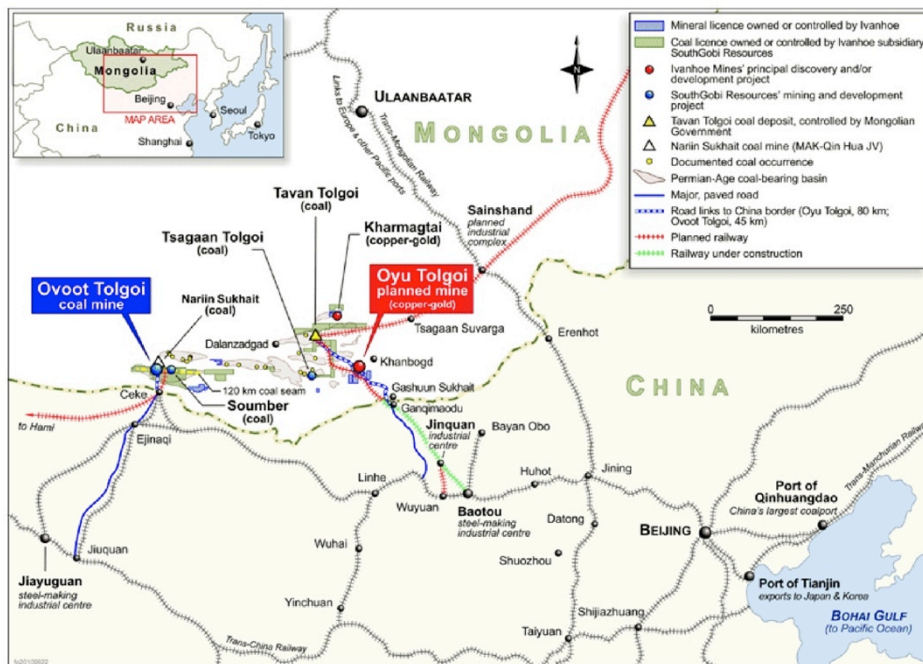 Russia
Ulaanbaatar
Mongolia
Beijing
MAP AREA
Seoul
China
Shanghai
Tokyo
Mineral licence owned or controlled by Ivanhoe
Coal licence owned or controlled by Ivanhoe subsidiary
SouthGobi Resources
Ivanhoe Mines' principal discovery and/or
development project
SouthGobi Resources' mining and development
project
Tavan Tolgoi coal deposit, controlled by Mongolian
Government
Nariin Sukhait coal mine (MAK-Qin Hua JV)
Documented coal occurrence
Permian-Age coal-bearing basin
Major, paved road
Road links to China border (Oyu Tolgoi, 80 km;
Ovoot Tolgoi, 45 km)
Planned railway
Railway under construction
N
ULAANBAATAR
MONGOLIA
Links to Europe & other Pacific ports
Trans-Mongolian Railway
Sainshand
planned
industrial
complex
Tavan Tolgoi
(coal)
Kharmagtai
(copper-gold)
Tsagaan Tolgoi
(coal)
Oyu Tolgoi
planned mine
(copper-gold)
Ovoot Tolgoi
coal mine
Nariin Sukhait
(coal)
Dalanzadgad
Tsagaan Suvarga
Khanbogd
0
250
kilometres
Erenhot
CHINA
120 km coal seam
Soumber
(coal)
Ceke
Gashuun Sukhait
Ganqimaodu
to Hami
Ejinaqi
Jinquan
industrial
centre
Bayan Obo
Linhe
Wuyuan
Huhot
Jining
Baotou
steel-making
industrial centre
Port of
Qinhuangdao
China's largest coalport
Trans-Manchurian Railway
Datong
BEIJING
Wuhai
Shuozhou
Jiuquan
Jiayuguan
steel-making
industrial centre
Port of Tianjin
exports to Japan & Korea
Yinchuan
Shijiazhuang
BOHAI GULF
(to Pacific Ocean)
Taiyuan
Trans-China Railway